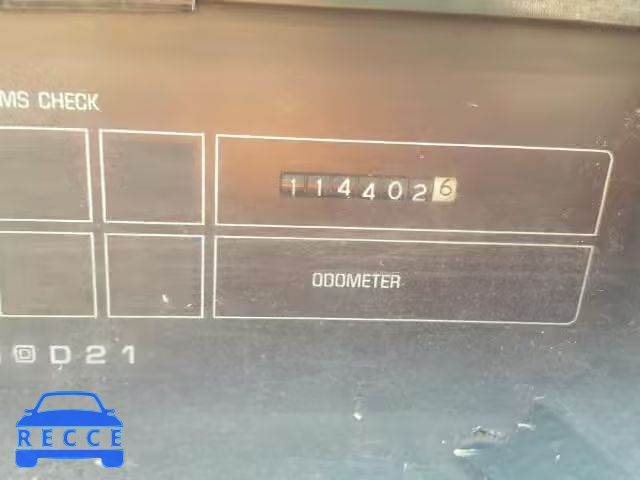 MS CHECK
1144026
ODOMETER
D21
RECCE